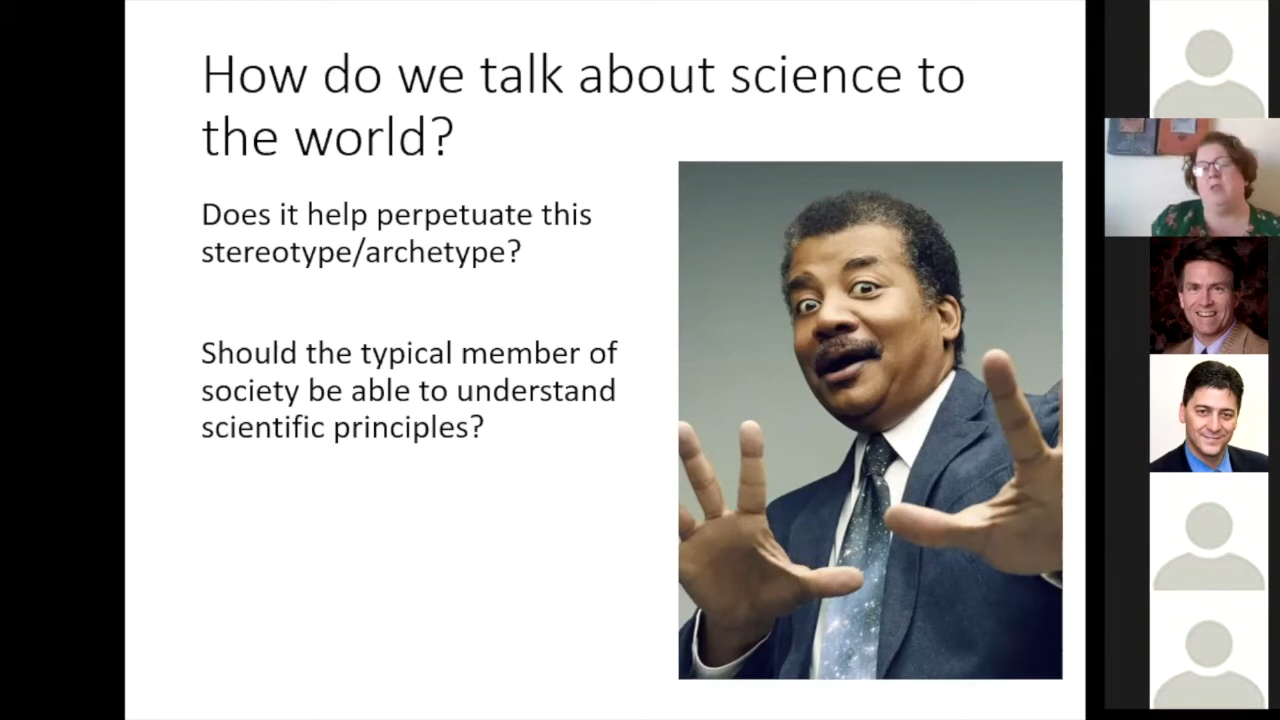 How do we talk about science to
the world?
Does it help perpetuate this
stereotype/archetype?
Should the typical member of
society be able to understand
scientific principles?